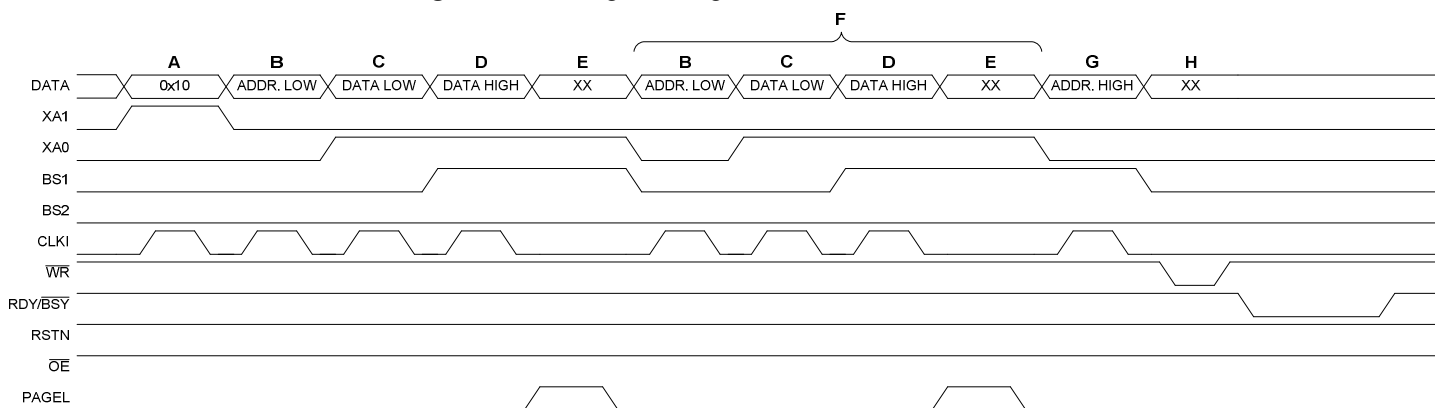 F
A B C D E B C D E G H
DATA 0x10 ADDR. LOW DATA LOW DATA HIGH XX ADDR. LOW DATA LOW DATA HIGH XX ADDR. HIGH XX
XA1
XA0
BS1
BS2
CLKI
WR
RDY/BSY
RSTN
OE
PAGEL